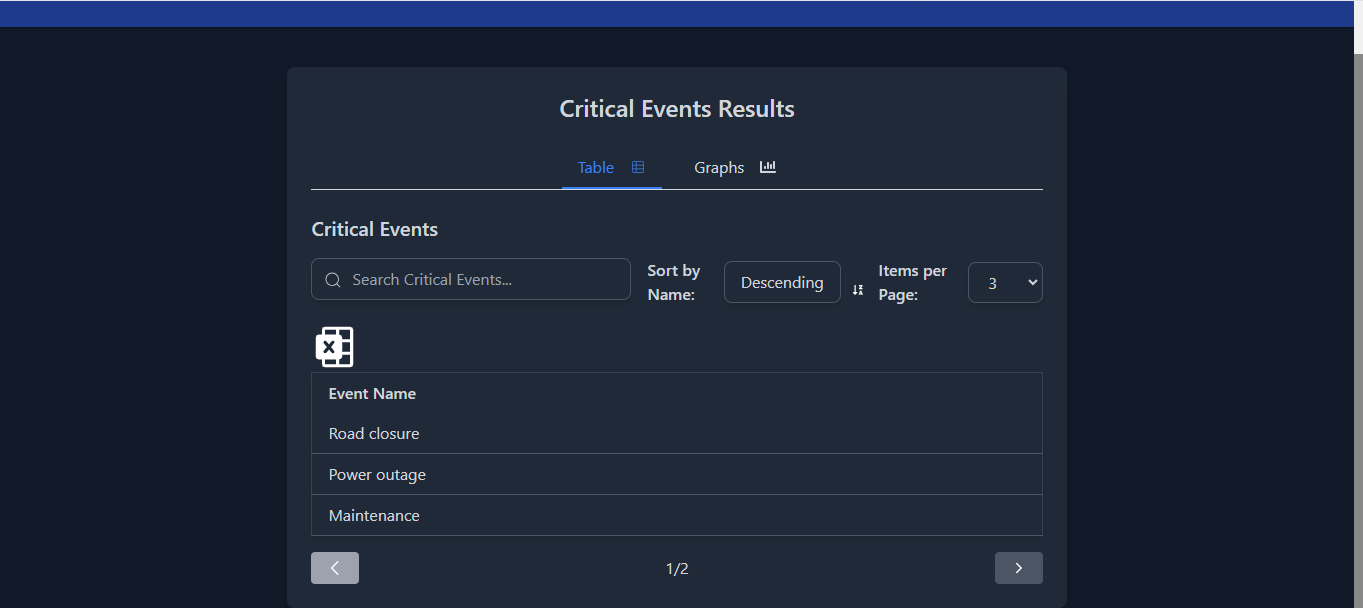 Critical Events Results
Table
Graphs
Critical Events
Search Critical Events...
Sort by
Name:
Descending
Items per
Page:
3
Event Name
Road closure
Power outage
Maintenance
1/2